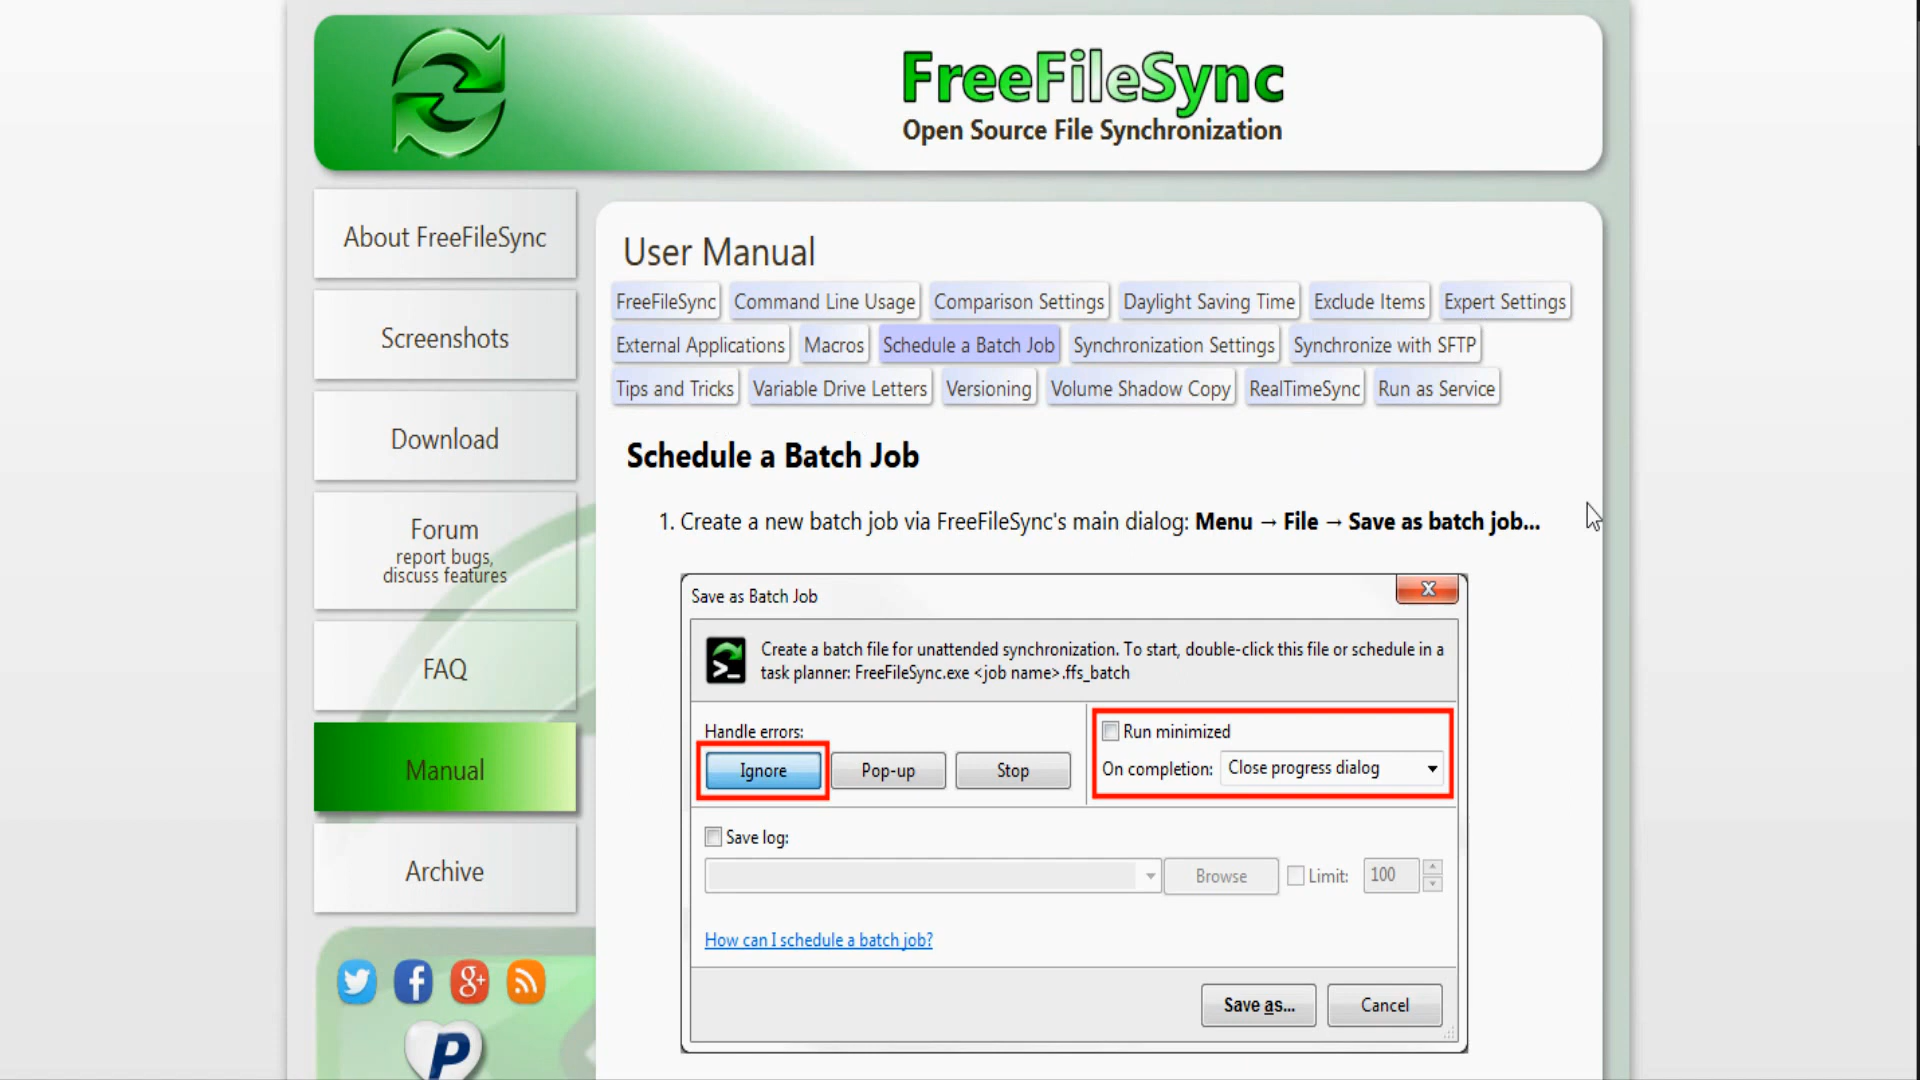 FreeFileSync
Open Source File Synchronization
About FreeFileSync
Screenshots
Download
Forum
report bugs,
discuss features
FAQ
Manual
Archive
User Manual
FreeFileSync Command Line Usage Comparison Settings Daylight Saving Time Exclude Items Expert Settings
External Applications Macros Schedule a Batch Job Synchronization Settings Synchronize with SFTP
Tips and Tricks Variable Drive Letters Versioning Volume Shadow Copy RealTimeSync Run as Service
Schedule a Batch Job
1. Create a new batch job via FreeFileSync's main dialog: Menu → File → Save as batch job...
Save as Batch Job
Create a batch file for unattended synchronization. To start, double-click this file or schedule in a
task planner: FreeFileSync.exe <job name>.ffs_batch
Handle errors:
Ignore Pop-up Stop
Run minimized
On completion: Close progress dialog
Save log:
Browse Limit: 100
How can I schedule a batch job?
Save as... Cancel